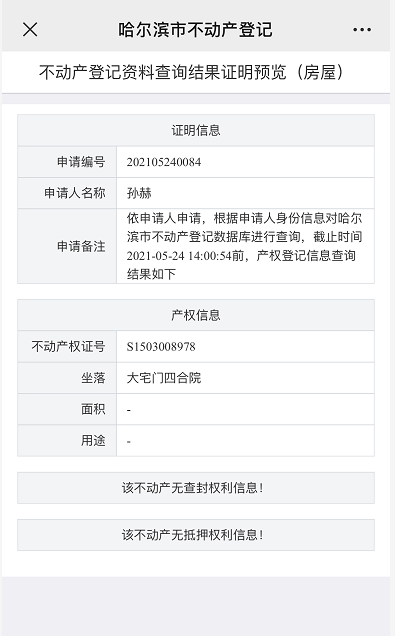 哈尔滨市不动产登记
不动产登记资料查询结果证明预览（房屋）
证明信息
申请编号 202105240084
申请人名称 孙赫
申请备注
依申请人申请，根据申请人身份信息对哈尔
滨市不动产登记数据库进行查询，截止时间
2021-05-24 14:00:54前，产权登记信息查询
结果如下
产权信息
不动产权证号 S1503008978
坐落 大宅门四合院
面积 -
用途 -
该不动产无查封权利信息！
该不动产无抵押权利信息！